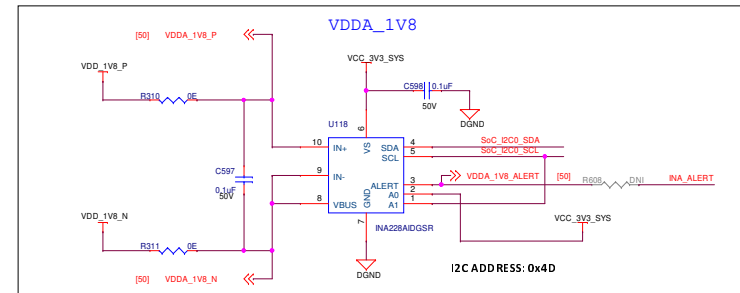 VDDA_1V8
[50] VDDA_1V8_P
VCC_3V3_SYS
VDD_1V8_P
C598 0.1uF
R310 0E
50V
DGND
U118
6
VS
10 IN+
SDA 4 SoC_I2C0_SDA
SCL 5 SoC_I2C0_SCL
C597
9 IN-
VDDA_1V8_ALERT [50]
0.1uF
50V
ALERT 3
R608 DNI INA_ALERT
8 VBUS
GND
A0 2
A1 1
VDD_1V8_N
VCC_3V3_SYS
7
INA228AIDGSR
R311 0E
DGND
I2C ADDRESS: 0x4D
[50] VDDA_1V8_N